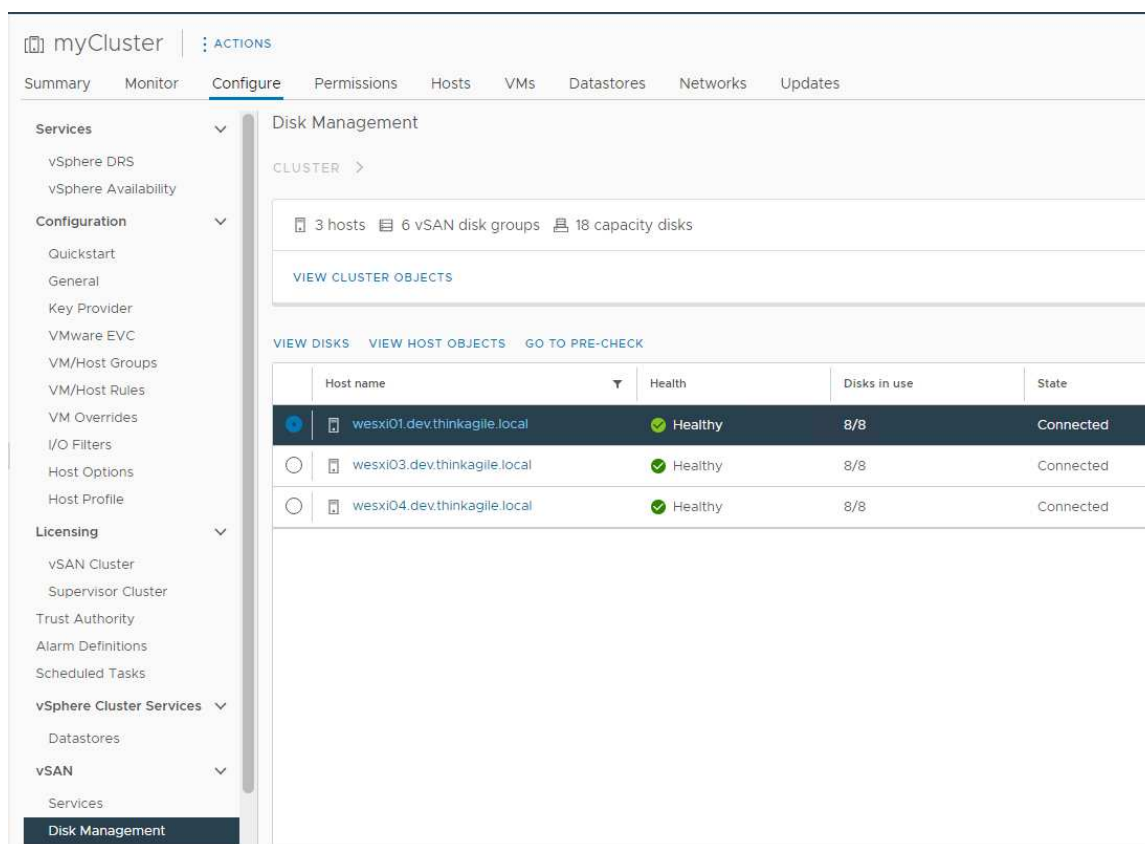 myCluster ACTIONS
Summary Monitor Configure Permissions Hosts VMs Datastores Networks Updates
Services
vSphere DRS
vSphere Availability
Configuration
Quickstart
General
Key Provider
VMware EVC
VM/Host Groups
VM/Host Rules
VM Overrides
I/O Filters
Host Options
Host Profile
Licensing
vSAN Cluster
Supervisor Cluster
Trust Authority
Alarm Definitions
Scheduled Tasks
vSphere Cluster Services
Datastores
vSAN
Services
Disk Management
Disk Management
CLUSTER >
3 hosts 6 vSAN disk groups 18 capacity disks
VIEW CLUSTER OBJECTS
VIEW DISKS VIEW HOST OBJECTS GO TO PRE-CHECK
Host name Health Disks in use State
wesxi01.dev.thinkagile.local Healthy 8/8 Connected
wesxi03.dev.thinkagile.local Healthy 8/8 Connected
wesxi04.dev.thinkagile.local Healthy 8/8 Connected